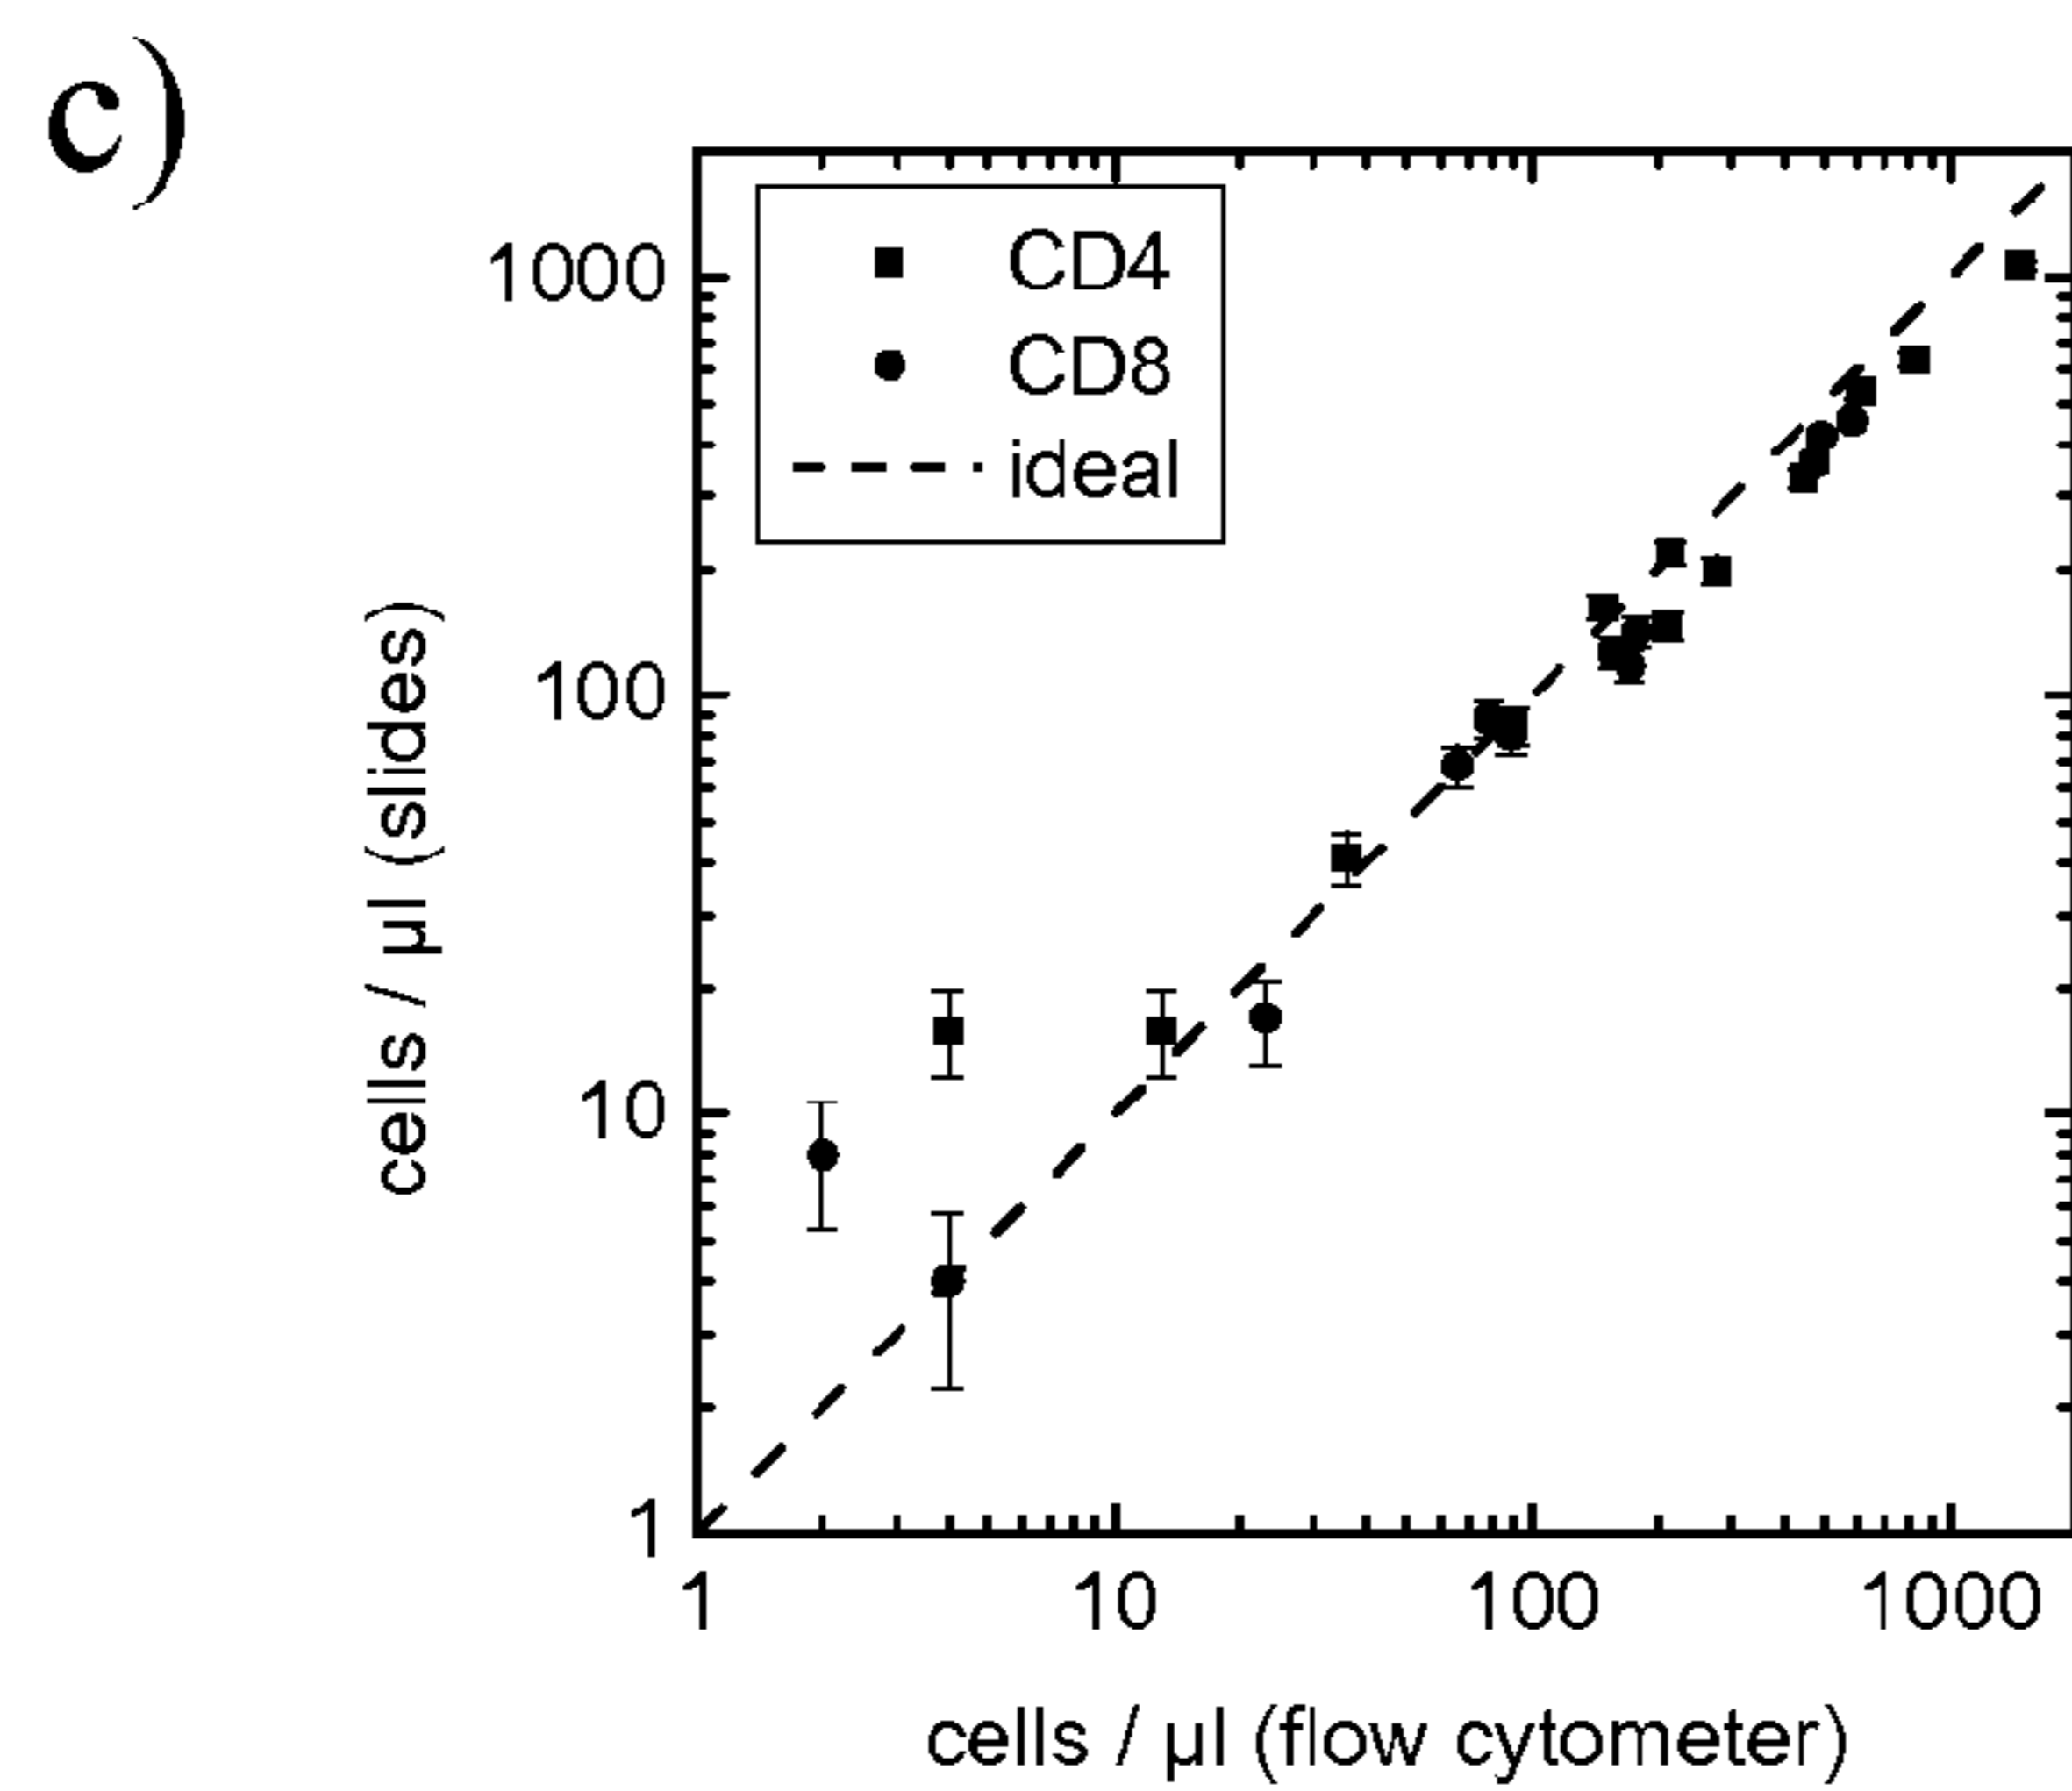 c)
CD4
CD8
ideal
1000
100
10
1
cells / µl (slides)
1 10 100 1000
cells / µl (flow cytometer)